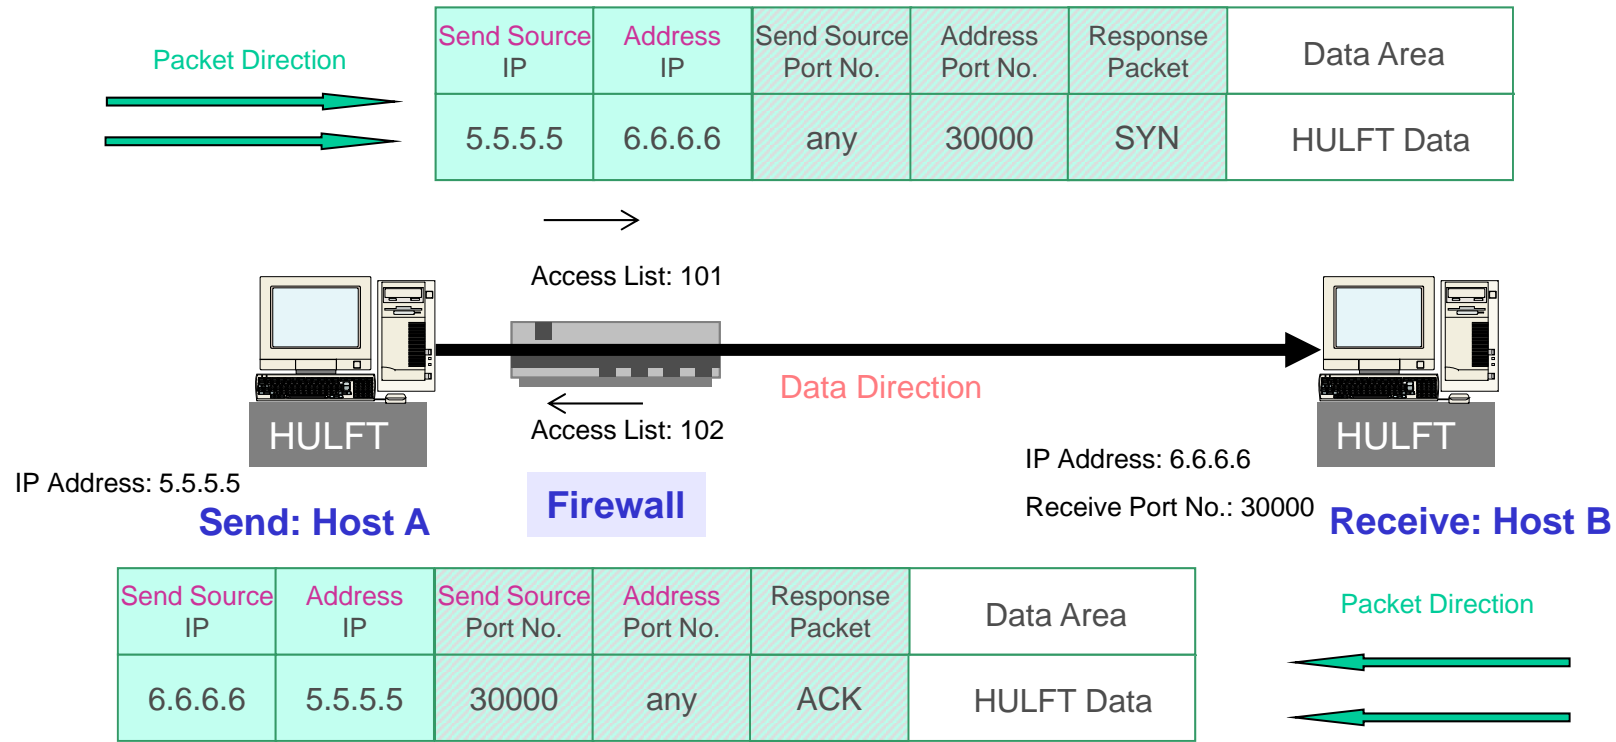 Packet Direction
Send Source IP
Address IP
Send Source Port No.
Address Port No.
Response Packet
Data Area
5.5.5.5
6.6.6.6
any
30000
SYN
HULFT Data
Access List: 101
Data Direction
Access List: 102
HULFT
HULFT
IP Address: 5.5.5.5
IP Address: 6.6.6.6
Receive Port No.: 30000
Send: Host A
Firewall
Receive: Host B
Send Source IP
Address IP
Send Source Port No.
Address Port No.
Response Packet
Data Area
Packet Direction
6.6.6.6
5.5.5.5
30000
any
ACK
HULFT Data